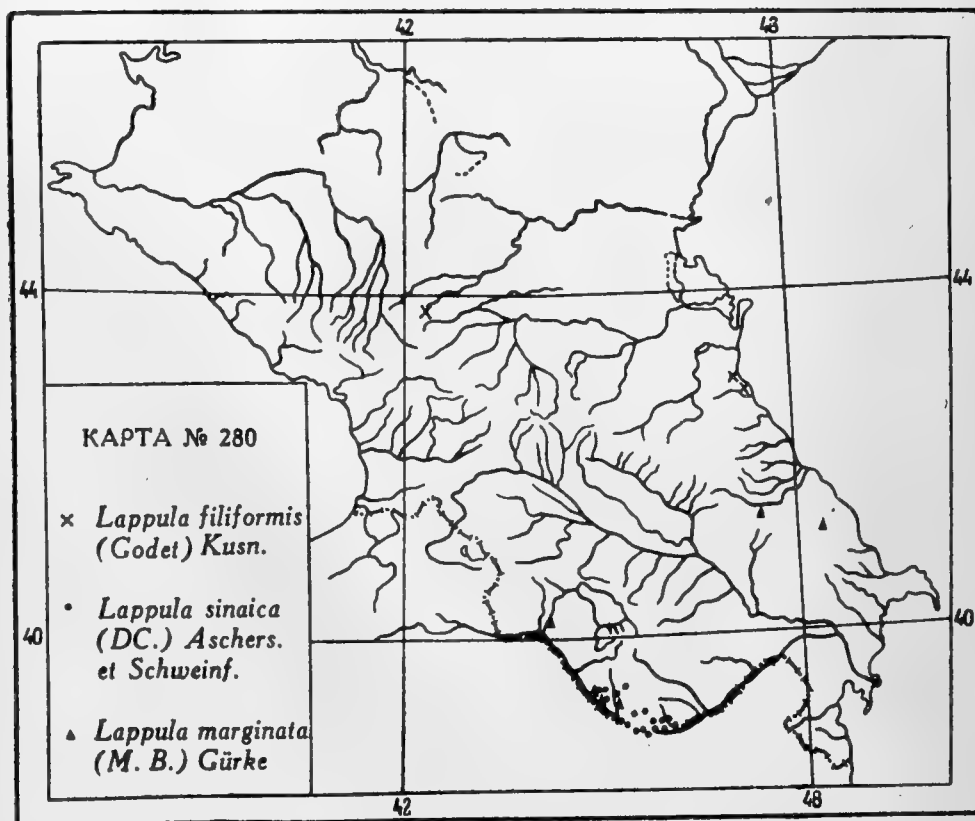 42 43
44 44
КАРТА № 280
× Lappula filiformis
(Godet) Kusn.
• Lappula sinaica
(DC.) Aschers.
et Schweinf.
▲ Lappula marginata
(M. B.) Gürke
40 40
42 48